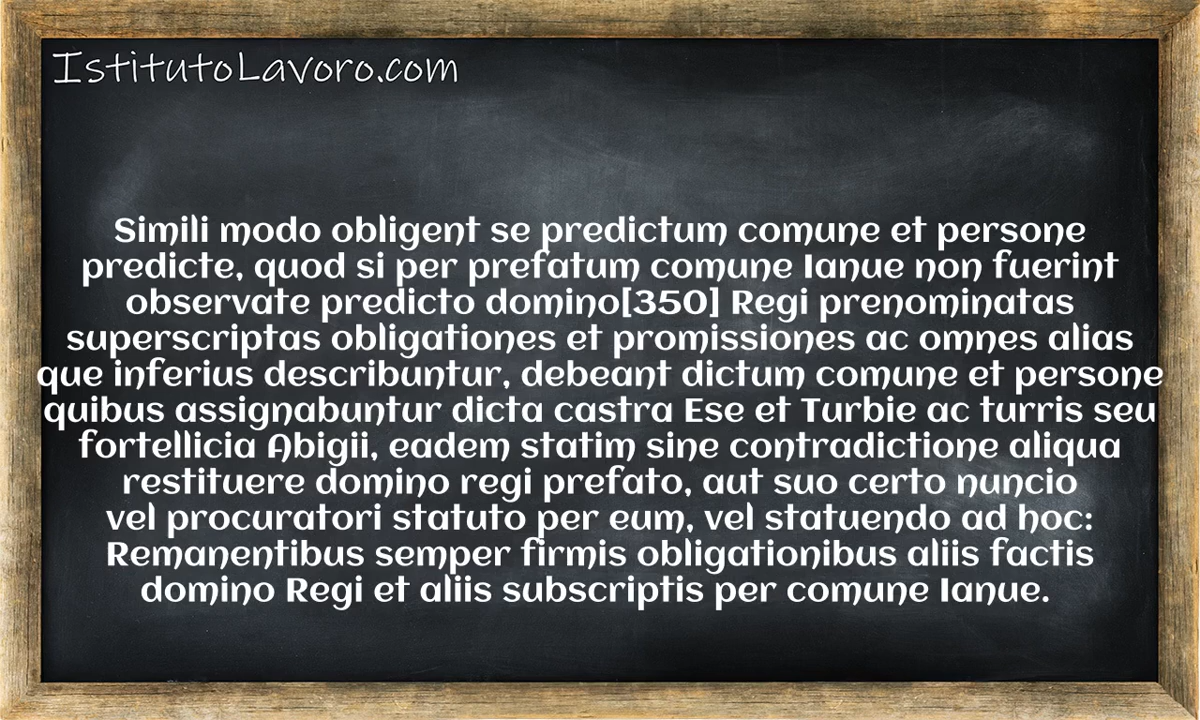 IstitutoLavoro.com
Simili modo obligent se predictum comune et persone
predicte, quod si per prefatum comune Ianue non fuerint
observate predicto domino[350] Regi prenominatas
superscriptas obligationes et promissiones ac omnes alias
que inferius describuntur, debeant dictum comune et persone
quibus assignabuntur dicta castra Ese et Turbie ac turris seu
fortellicia Abigii, eadem statim sine contradictione aliqua
restituere domino regi prefato, aut suo certo nuncio
vel procuratori statuto per eum, vel statuendo ad hoc:
Remanentibus semper firmis obligationibus aliis factis
domino Regi et aliis subscriptis per comune Ianue.